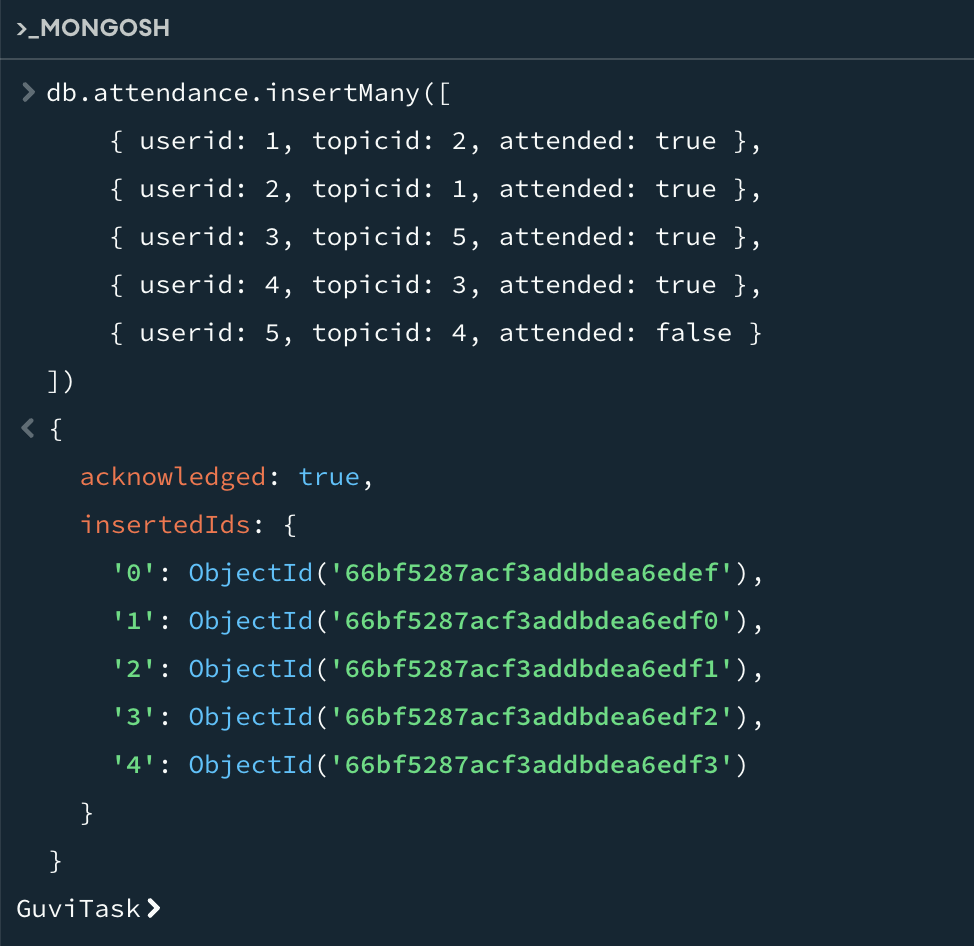 >_MONGOSH
> db.attendance.insertMany([
{ userid: 1, topicid: 2, attended: true },
{ userid: 2, topicid: 1, attended: true },
{ userid: 3, topicid: 5, attended: true },
{ userid: 4, topicid: 3, attended: true },
{ userid: 5, topicid: 4, attended: false }
])
< {
acknowledged: true,
insertedIds: {
'0': ObjectId('66bf5287acf3addbdea6edef'),
'1': ObjectId('66bf5287acf3addbdea6edf0'),
'2': ObjectId('66bf5287acf3addbdea6edf1'),
'3': ObjectId('66bf5287acf3addbdea6edf2'),
'4': ObjectId('66bf5287acf3addbdea6edf3')
}
}
GuviTask>